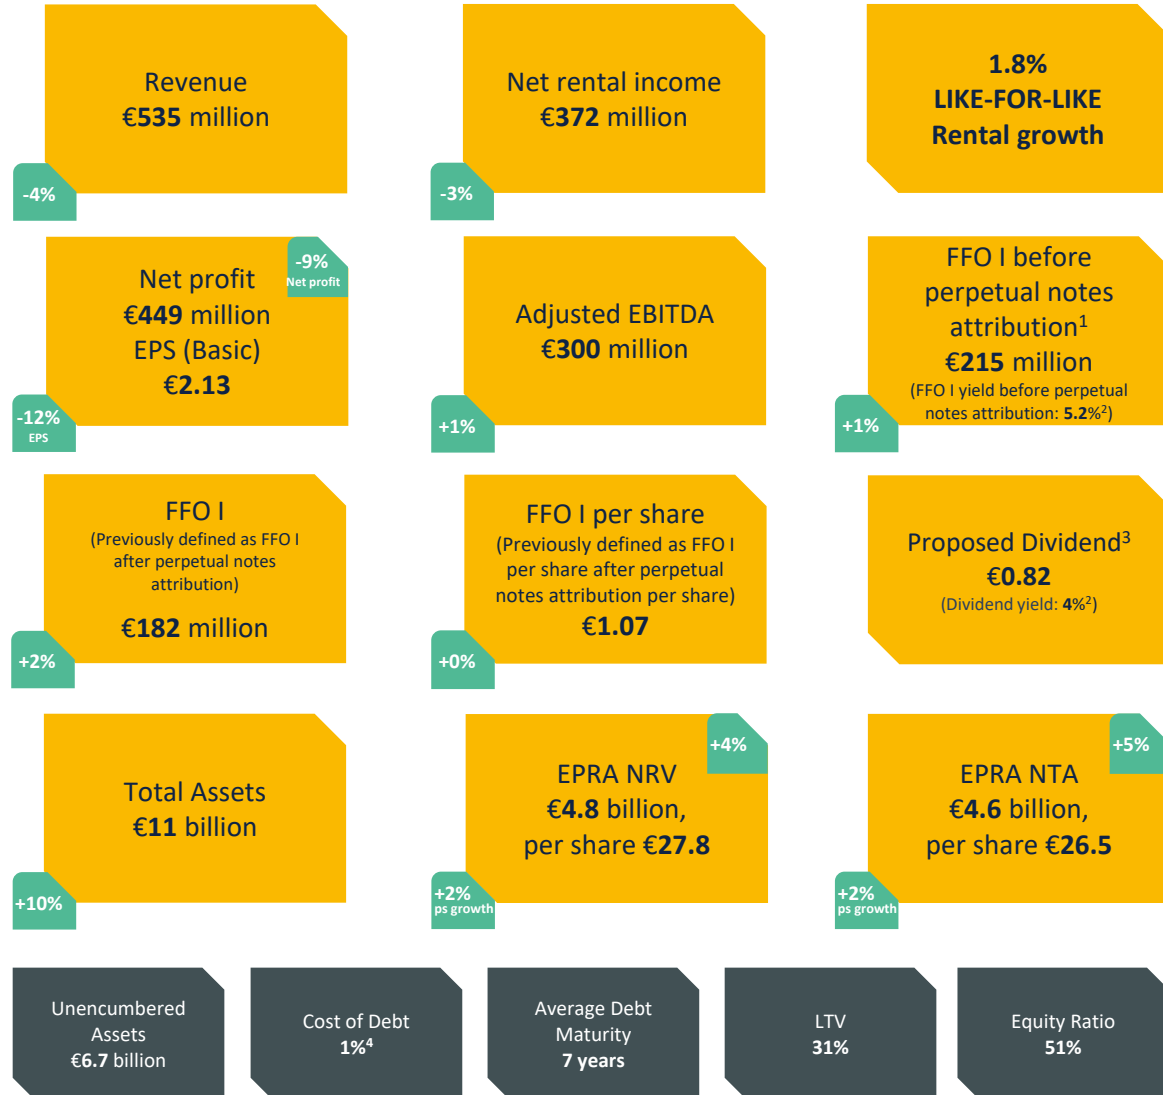 Revenue
€535 million
-4%
Net rental income
€372 million
-3%
1.8%
LIKE-FOR-LIKE
Rental growth
Net profit
€449 million
EPS (Basic)
€2.13
-9%
Net profit
-12%
EPS
Adjusted EBITDA
€300 million
+1%
FFO I before
perpetual notes
attribution¹
€215 million
(FFO I yield before perpetual
notes attribution: 5.2%²)
+1%
FFO I
(Previously defined as FFO I
after perpetual notes
attribution)
€182 million
+2%
FFO I per share
(Previously defined as FFO I
per share after perpetual
notes attribution per share)
€1.07
+0%
Proposed Dividend³
€0.82
(Dividend yield: 4%²)
Total Assets
€11 billion
+10%
+4%
EPRA NRV
€4.8 billion,
per share €27.8
+2%
ps growth
+5%
EPRA NTA
€4.6 billion,
per share €26.5
+2%
ps growth
Unencumbered
Assets
€6.7 billion
Cost of Debt
1%⁴
Average Debt
Maturity
7 years
LTV
31%
Equity Ratio
51%